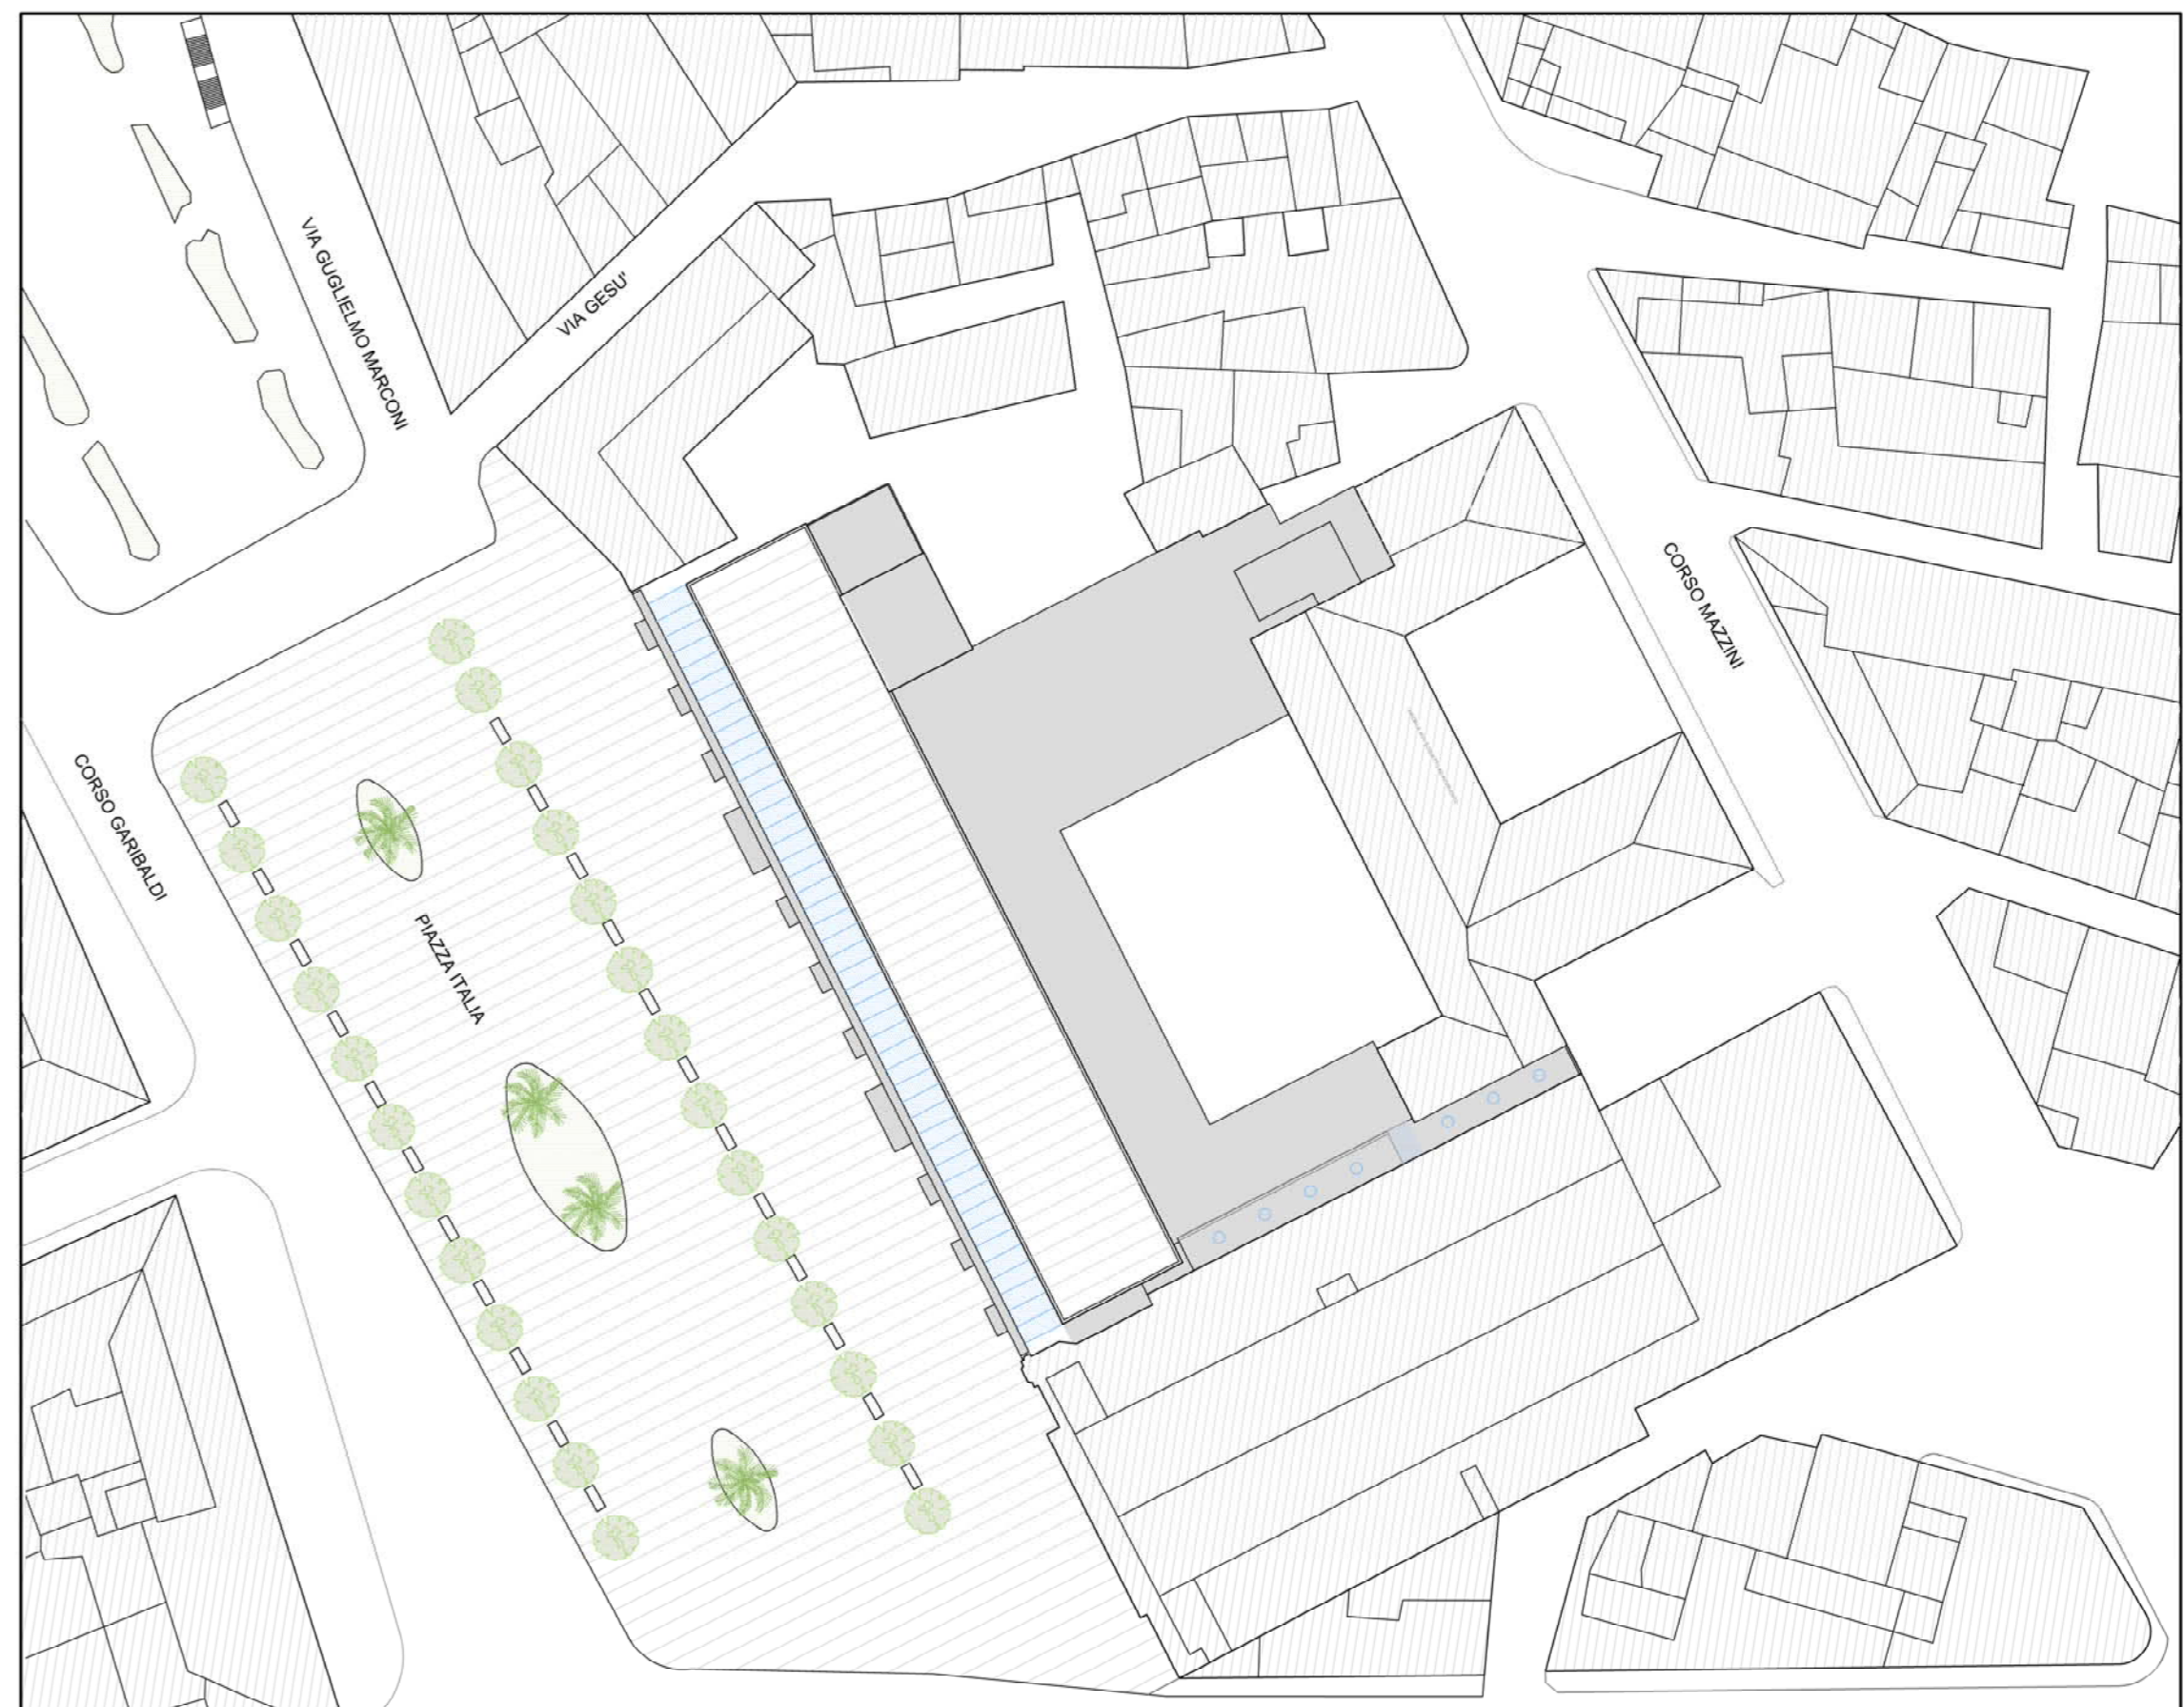 VIA GUGLIELMO MARCONI
VIA GESU'
CORSO MAZZINI
CORSO GARIBALDI
PIAZZA ITALIA